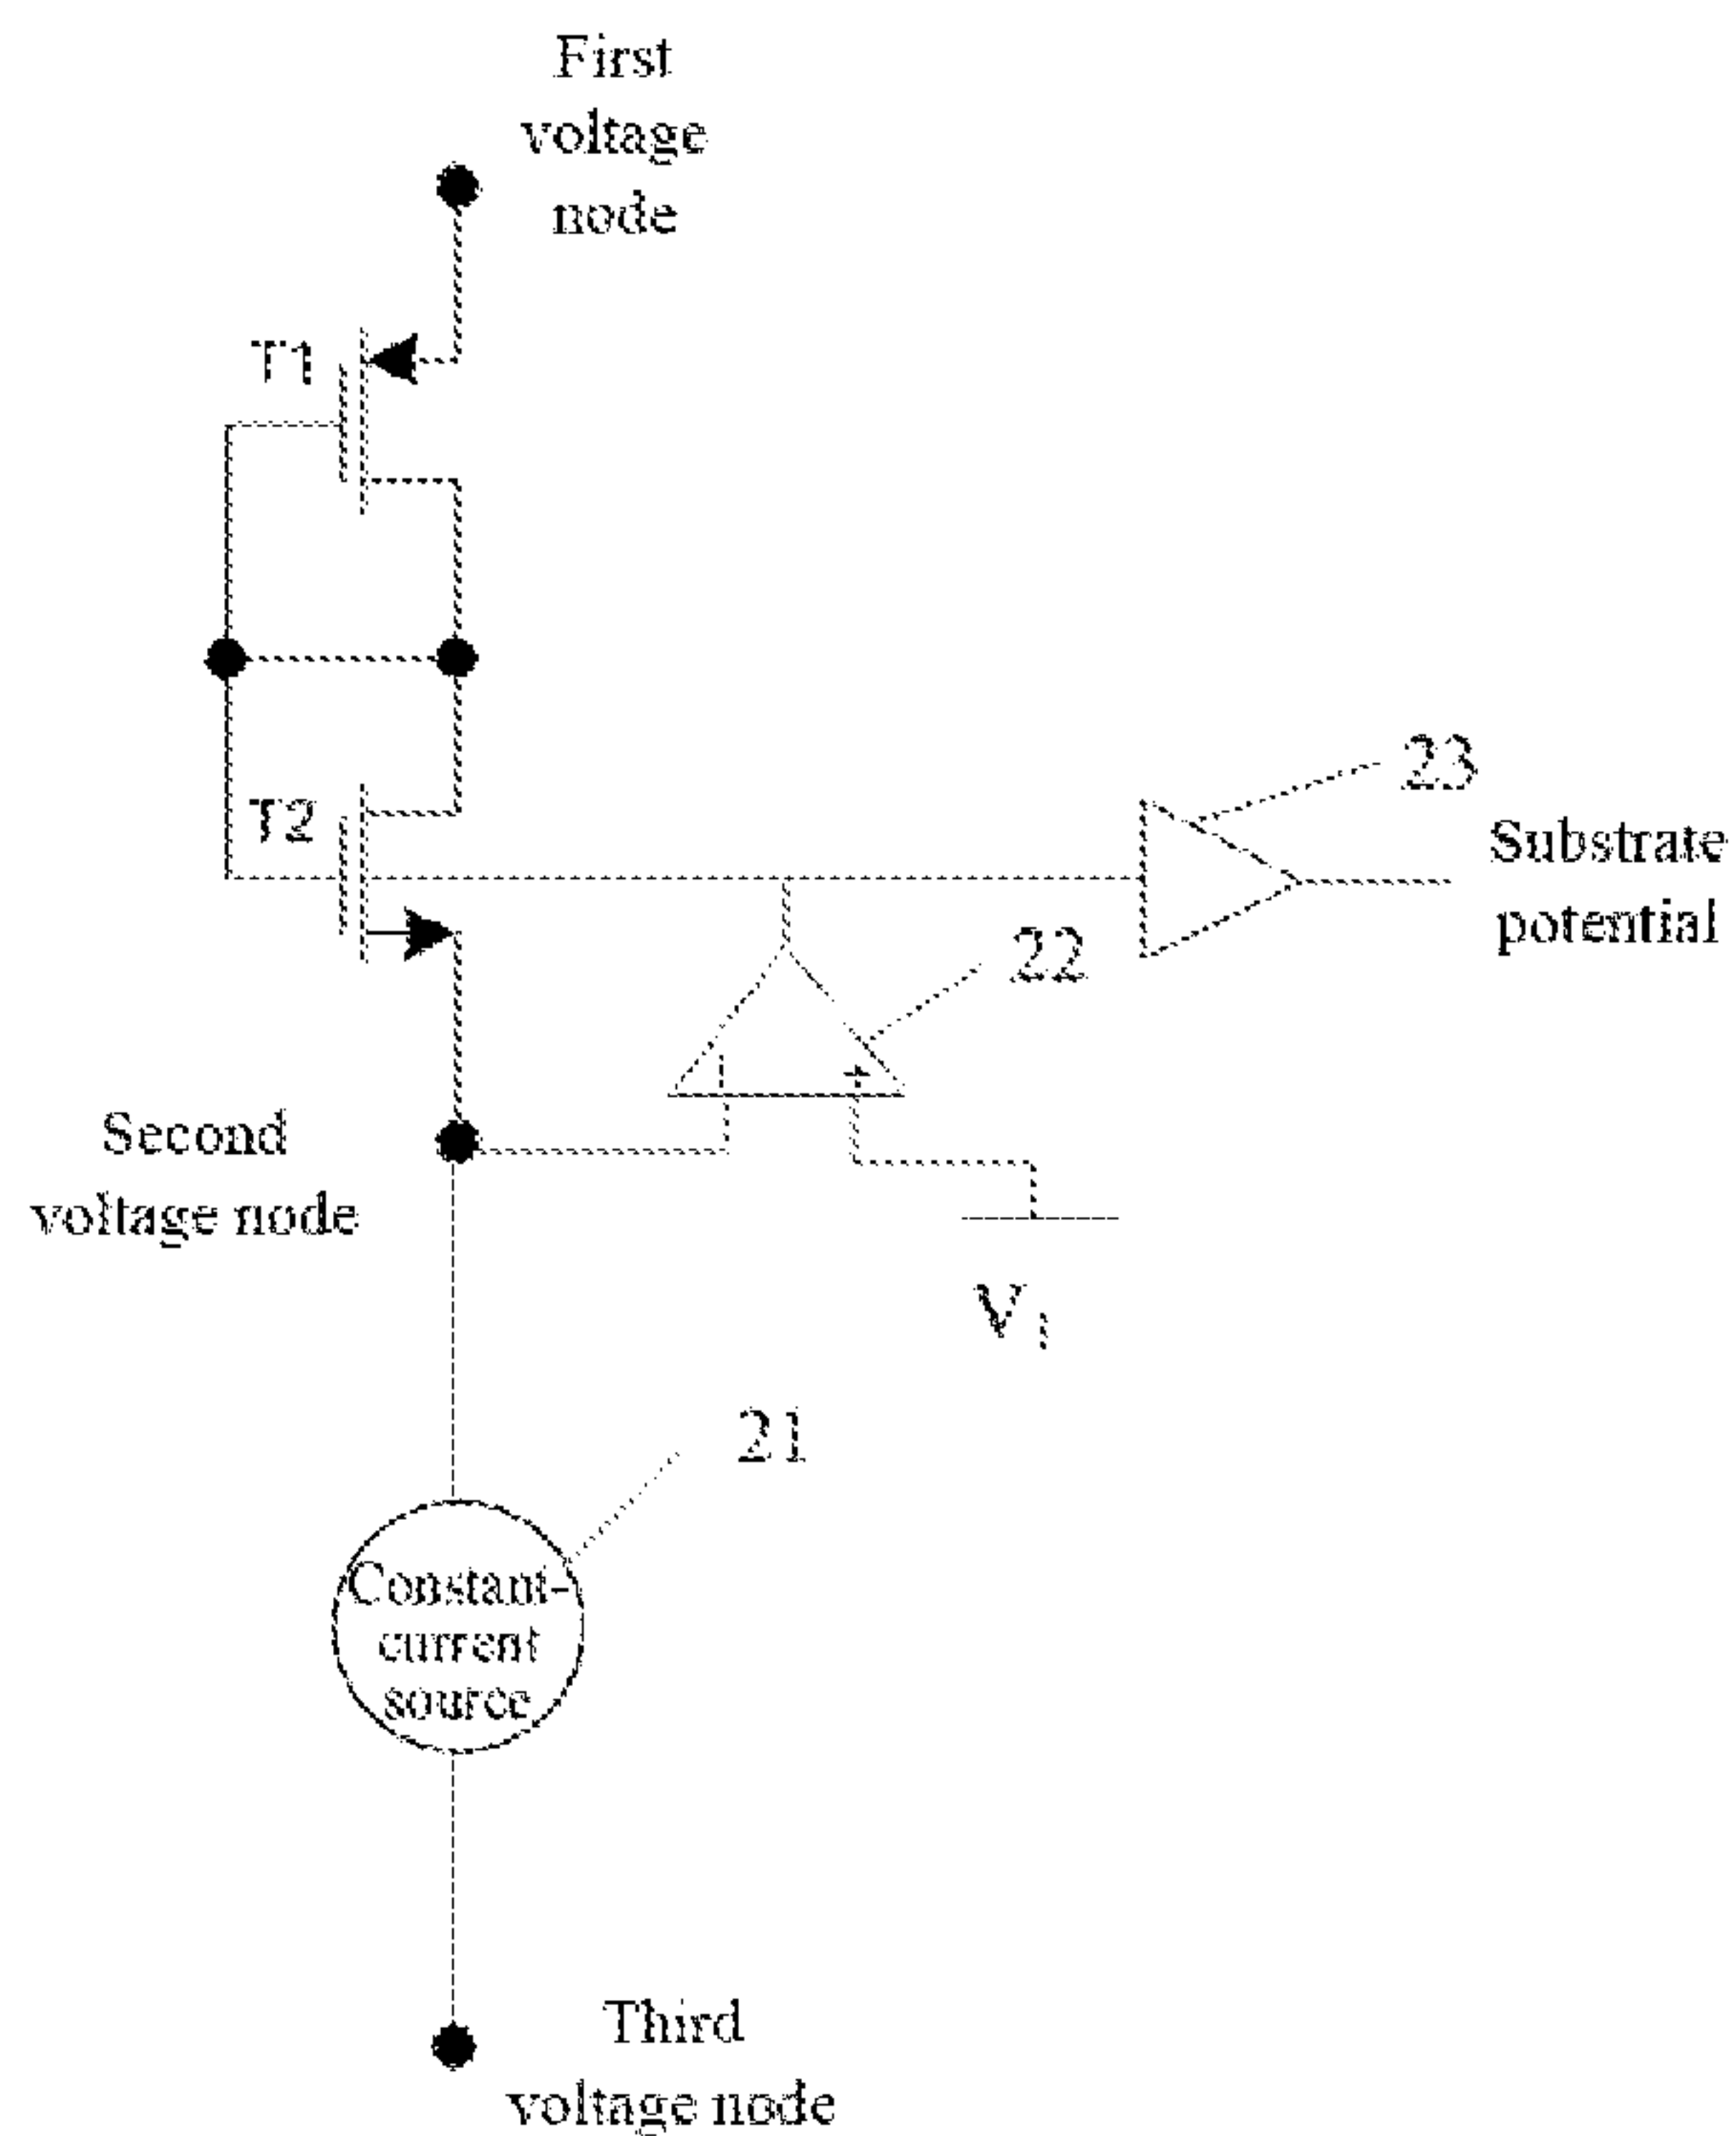 First
voltage
node
T1
T2
23
Substrate
potential
22
+
Second
voltage node
V1
21
Constant-
current
source
Third
voltage node